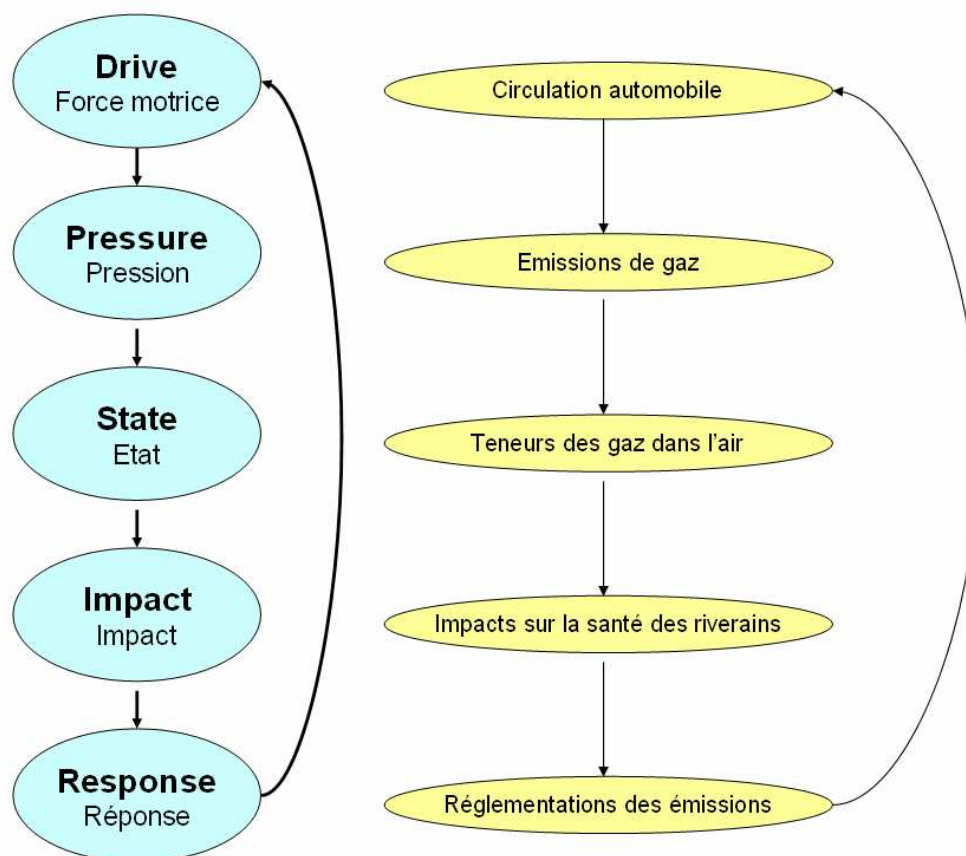 Drive
Force motrice
Pressure
Pression
State
Etat
Impact
Impact
Response
Réponse
Circulation automobile
Emissions de gaz
Teneurs des gaz dans l'air
Impacts sur la santé des riverains
Réglementations des émissions